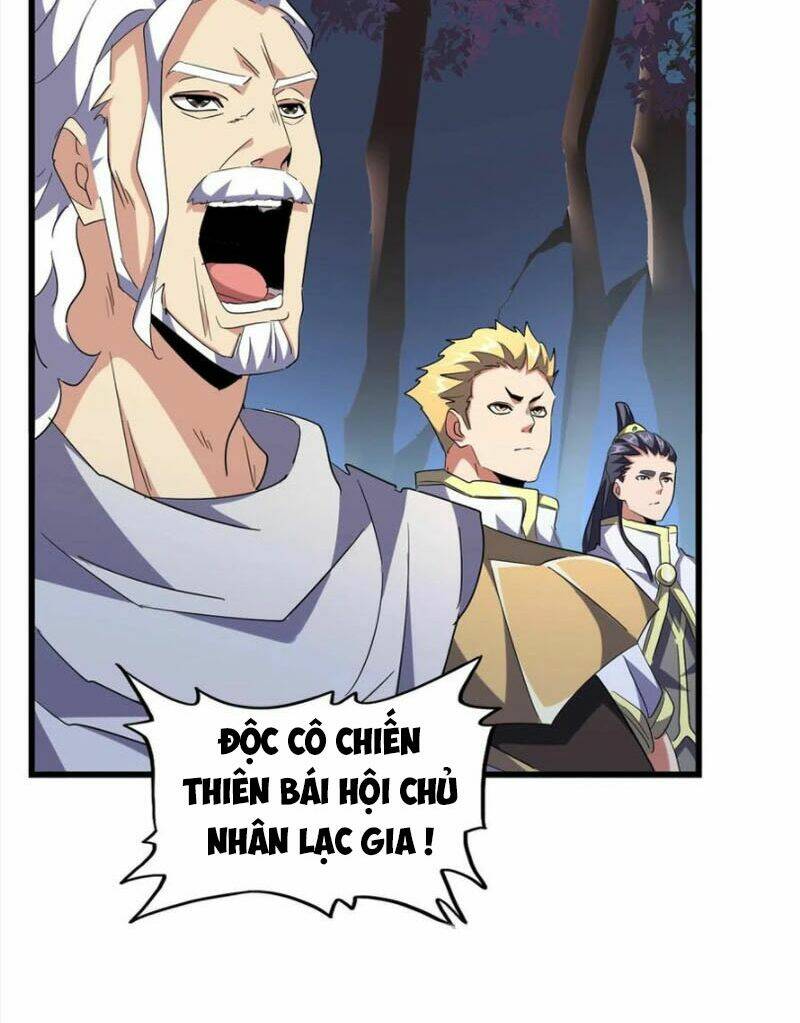 ĐỘC CÔ CHIẾN
THIÊN BÁI HỘI CHỦ
NHÂN LẠC GIA !